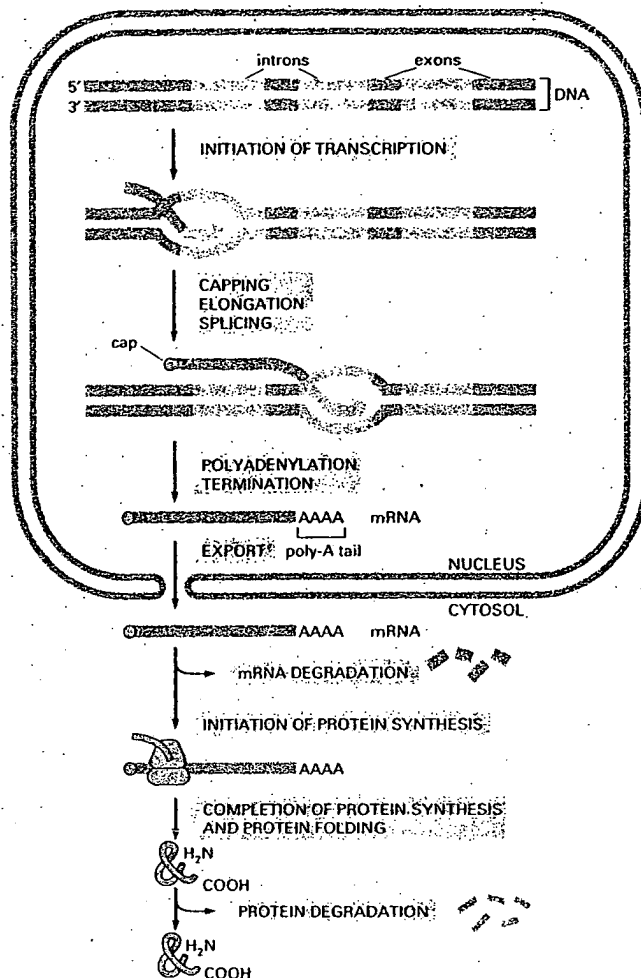 introns exons
5'
3'
DNA
INITIATION OF TRANSCRIPTION
CAPPING
ELONGATION
SPLICING
cap
POLYADENYLATION
TERMINATION
AAAA mRNA
EXPORT poly-A tail
NUCLEUS
CYTOSOL
AAAA mRNA
mRNA DEGRADATION
INITIATION OF PROTEIN SYNTHESIS
AAAA
COMPLETION OF PROTEIN SYNTHESIS
AND PROTEIN FOLDING
H₂N
COOH
PROTEIN DEGRADATION
H₂N
COOH